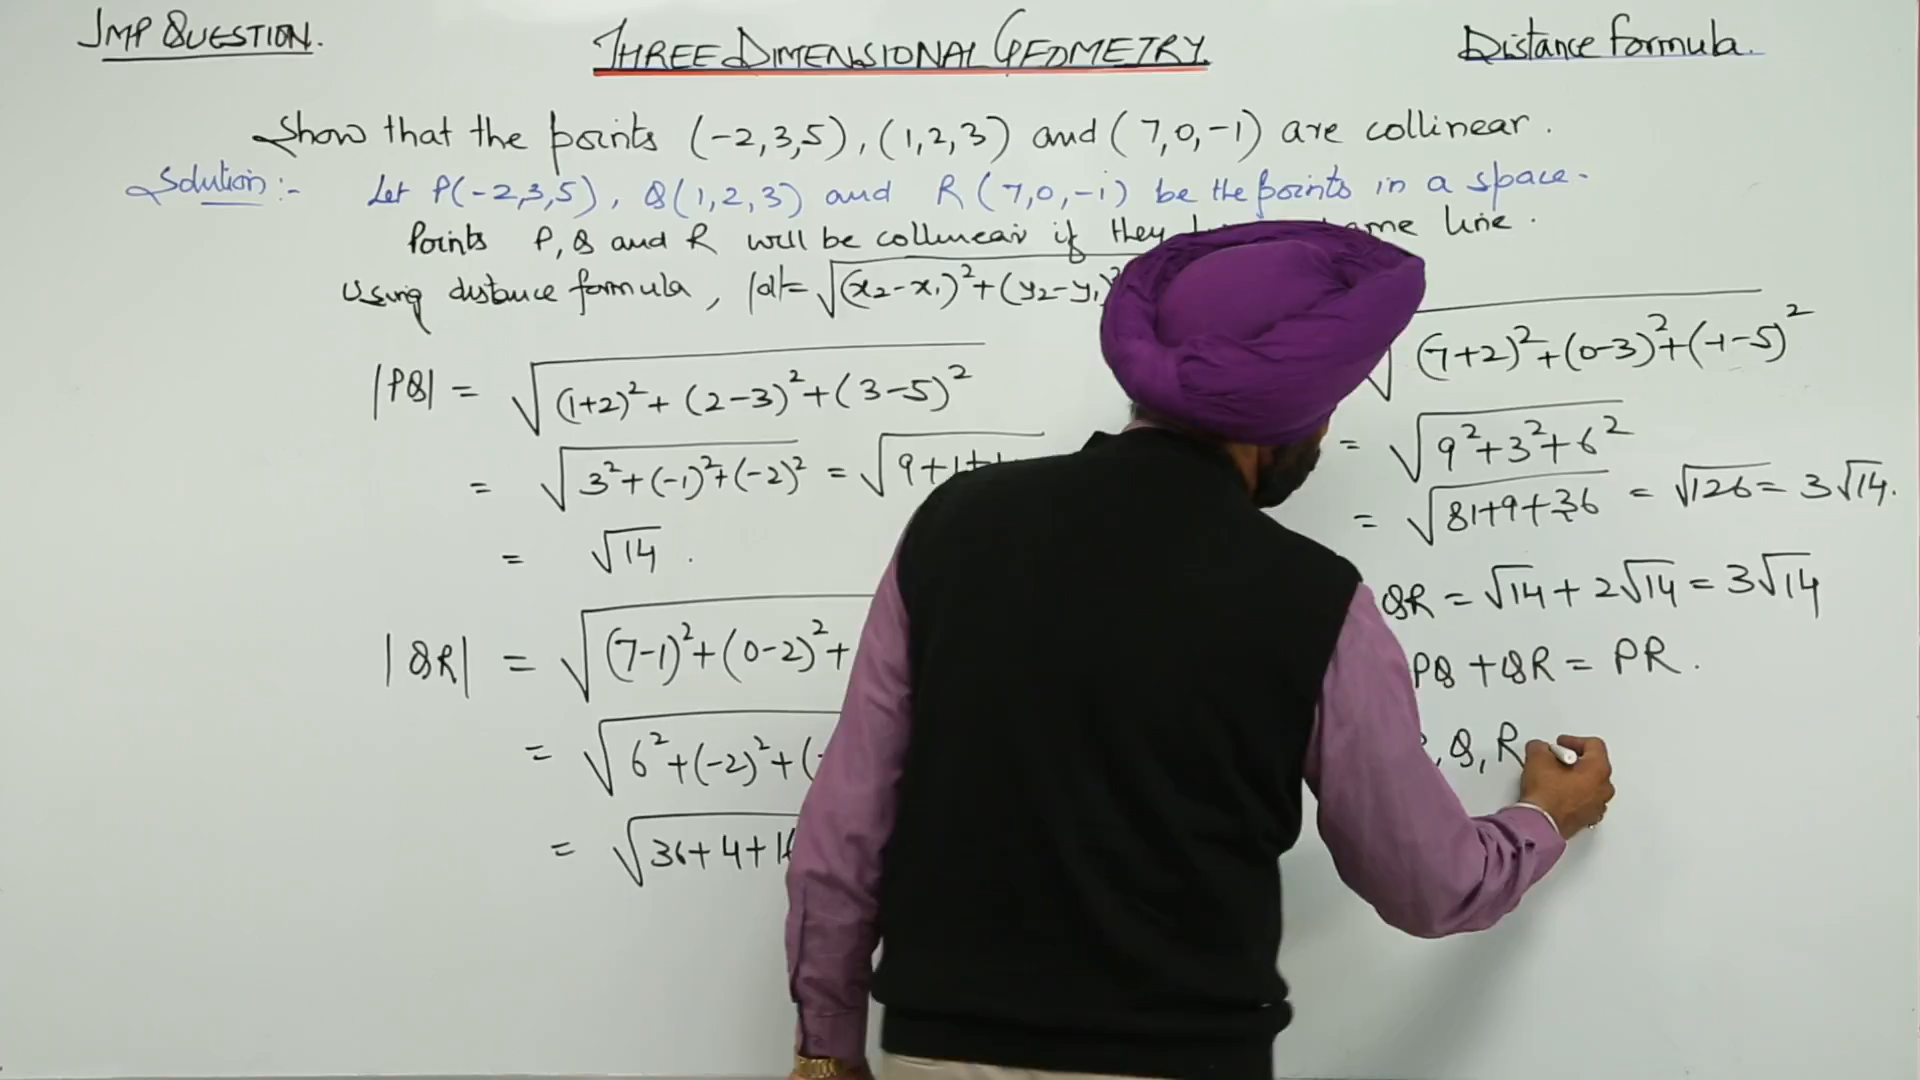 IMP QUESTION.
THREE DIMENSIONAL GEOMETRY
Distance formula.
Show that the points (-2,3,5), (1,2,3) and (7,0,-1) are collinear.
Solution:- Let P(-2,3,5), Q(1,2,3) and R(7,0,-1) be the points in a space.
Points P, Q and R will be collinear if they line.
Using distance formula, |d|= √(x₂-x₁)²+(y₂-y₁)²
|PQ| = √(1+2)²+(2-3)²+(3-5)²
= √3²+(-1)²+(-2)² = √9+1+
= √14.
|QR| = √(7-1)²+(0-2)²+
= √6²+(-2)²+(
= √36+4+16
√(7+2)²+(0-3)²+(-1-5)²
= √9²+3²+6²
= √81+9+36 = √126 = 3√14.
QR = √14+2√14 = 3√14
PQ+QR = PR.
,Q,R